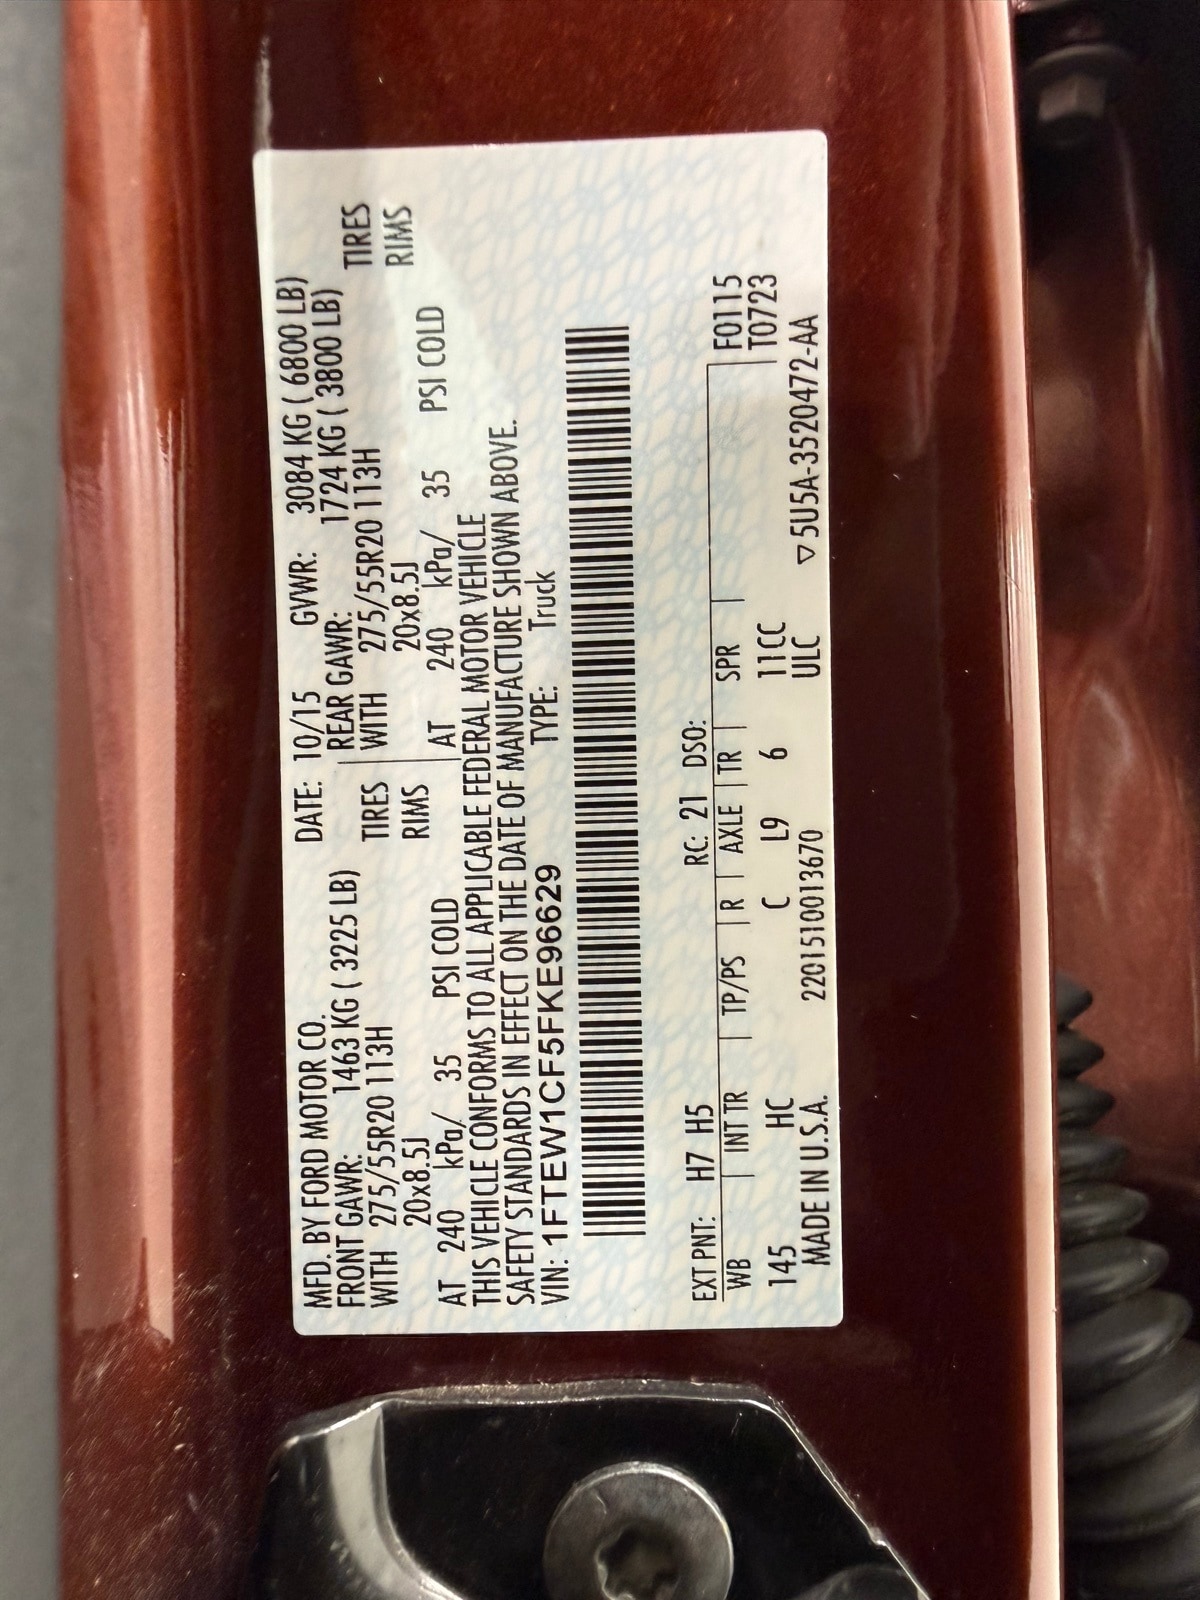 MFD. BY FORD MOTOR CO. DATE: 10/15 GVWR: 3084 KG ( 6800 LB)
FRONT GAWR: 1463 KG ( 3225 LB) REAR GAWR: 1724 KG ( 3800 LB)
WITH 275/55R20 113H TIRES WITH 275/55R20 113H TIRES
20x8.5J RIMS 20x8.5J RIMS
AT 240 kPa/ 35 PSI COLD AT 240 kPa/ 35 PSI COLD
THIS VEHICLE CONFORMS TO ALL APPLICABLE FEDERAL MOTOR VEHICLE
SAFETY STANDARDS IN EFFECT ON THE DATE OF MANUFACTURE SHOWN ABOVE.
VIN: 1FTEW1CF5FKE96629 TYPE: Truck
EXT PNT: H7 H5 RC: 21 DSO: F0115
WB INT TR TP/PS R AXLE TR SPR T0723
145 HC C L9 6 11CC
MADE IN U.S.A. 2201510013670 ULC ▽5U5A-3520472-AA